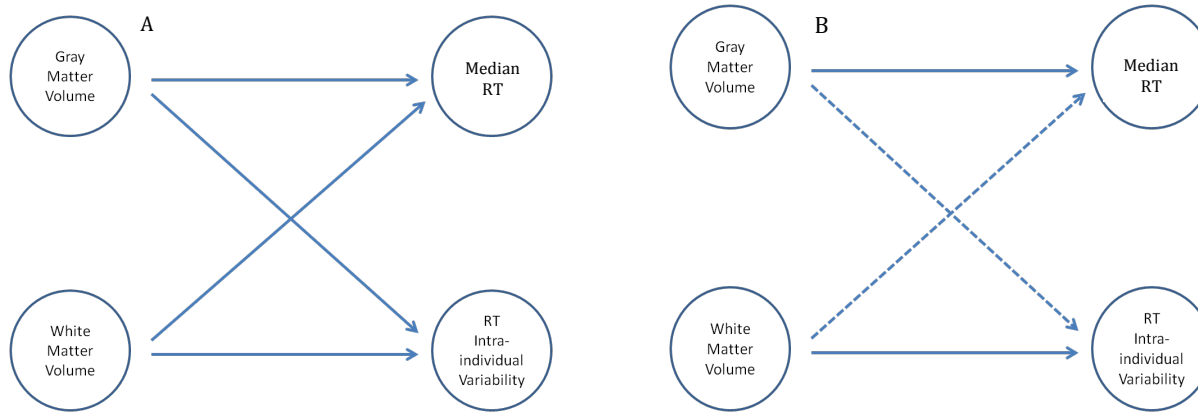 A
Gray
Matter
Volume
Median
RT
White
Matter
Volume
RT
Intra-
individual
Variability
B
Gray
Matter
Volume
Median
RT
White
Matter
Volume
RT
Intra-
individual
Variability